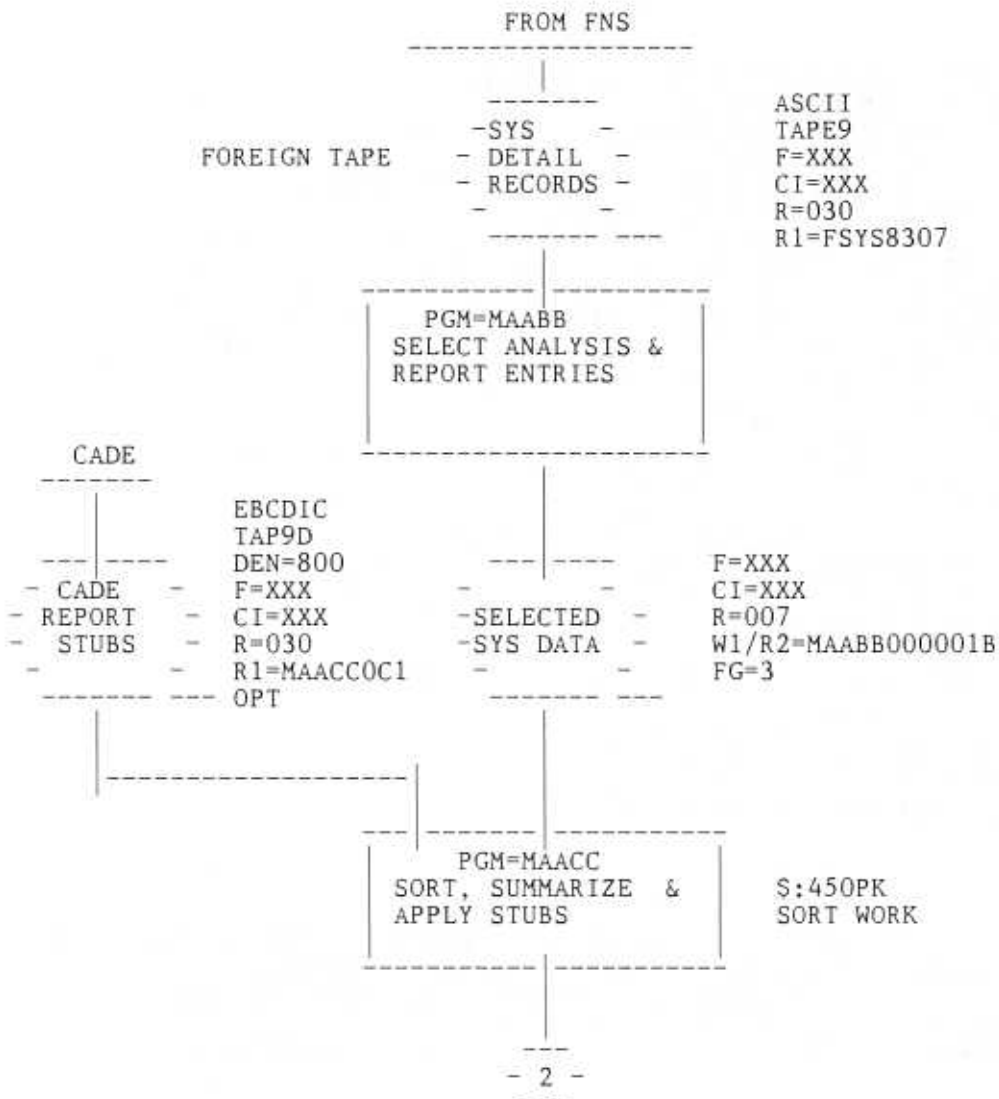 FROM FNS
ASCII
-SYS -
TAPE9
FOREIGN TAPE - DETAIL -
F=XXX
- RECORDS -
CI=XXX
R=030
R1=FSYS8307
PGM=MAABB
SELECT ANALYSIS &
REPORT ENTRIES
CADE
EBCDIC
TAP9D
DEN=800
F=XXX
- CADE -
F=XXX
CI=XXX
- REPORT -
CI=XXX
-SELECTED -
R=007
- STUBS -
R=030
-SYS DATA -
W1/R2=MAABB000001B
R1=MAACC0C1
FG=3
OPT
PGM=MAACC
SORT, SUMMARIZE &
S:450PK
APPLY STUBS
SORT WORK
- 2 -